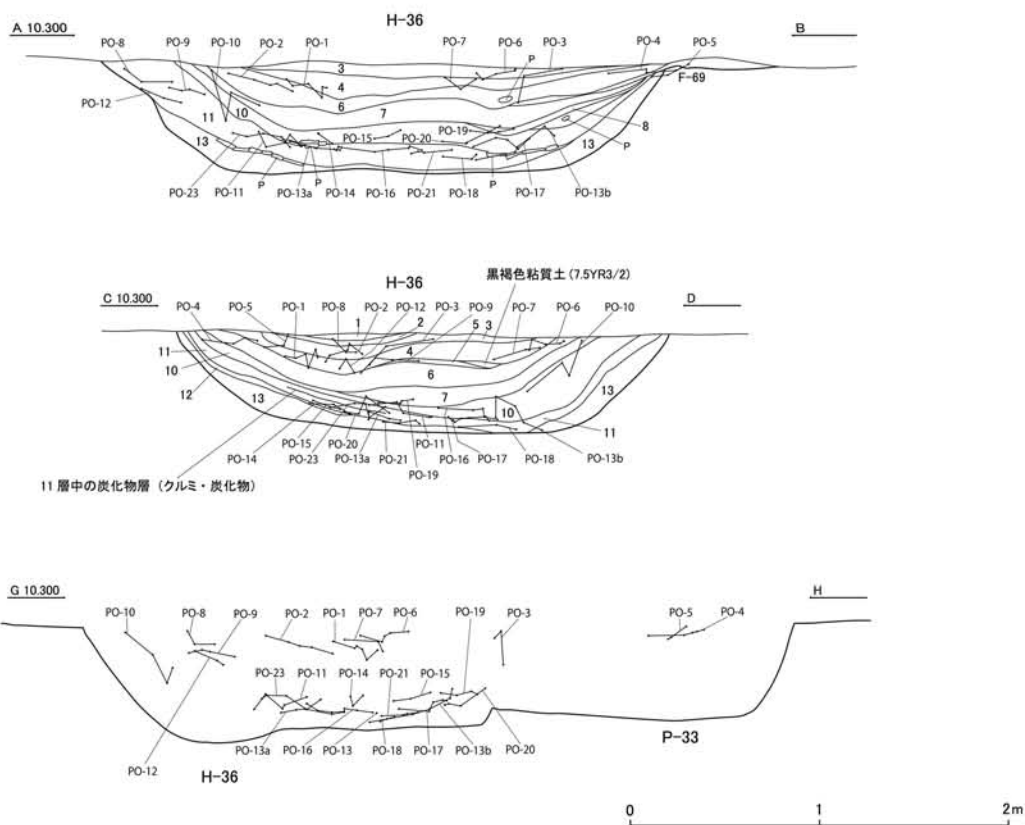 H-36
A 10.300
B
PO-8 PO-9 PO-10 PO-2 PO-1 PO-7 PO-6 P PO-3 PO-4 PO-5
F-69
3
4
6
7
PO-12
11 10
8
13 PO-15 PO-20 PO-19 13 P
PO-23 PO-11 P PO-13a P PO-14 PO-16 PO-21 PO-18 P PO-17 PO-13b
H-36
黒褐色粘質土 (7.5YR3/2)
C 10.300
D
PO-4 PO-5 PO-1 PO-8 PO-2 PO-12 PO-3 PO-9 PO-7 PO-6 PO-10
1 2 5 3
4
11
10
6
12
7
13 10 13
11
PO-15 PO-20 PO-11 PO-16 PO-17 PO-18 PO-13b
PO-14 PO-23 PO-13a PO-21
PO-19
11 層中の炭化物層 (クルミ・炭化物)
G 10.300
H
PO-10 PO-8 PO-9 PO-2 PO-1 PO-7 PO-6 PO-19 PO-3 PO-5 PO-4
PO-23 PO-11 PO-14 PO-21 PO-15
PO-13a PO-16 PO-13 PO-18 PO-17 PO-13b PO-20
P-33
PO-12
H-36
0 1 2m